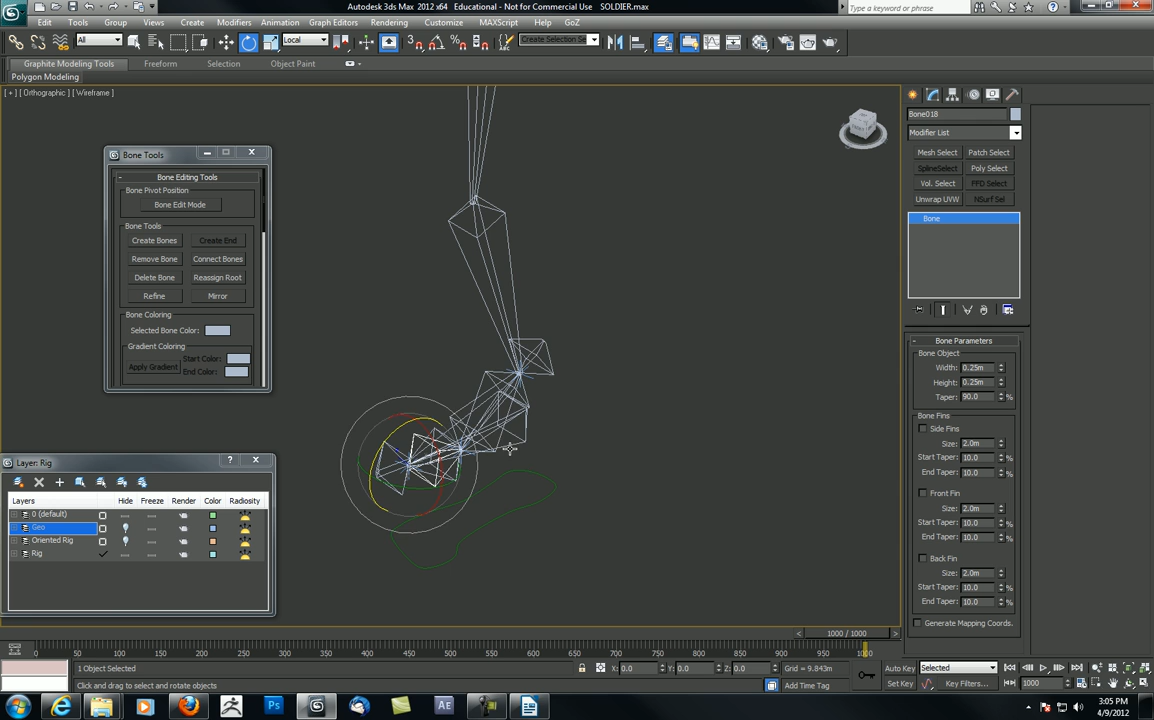 Autodesk 3ds Max 2012 - Educational - Not for Commercial Use SOLDIER.max
Type a keyword or phrase
Edit Tools Group Views Create Modifiers Animation Graph Editors Rendering Customize MAXScript Help GoZ
All Local Create Selection Se
Graphite Modeling Tools Freeform Selection Object Paint
Polygon Modeling
[ + ] [ Orthographic ] [ Wireframe ]
Bone Tools
- Bone Editing Tools
Bone Pivot Position
Bone Edit Mode
Bone Tools
Create Bones Create End
Remove Bone Connect Bones
Delete Bone Reassign Root
Refine Mirror
Bone Coloring
Selected Bone Color:
Gradient Coloring
Apply Gradient Start Color:
End Color:
Layer: Rig
Layers Hide Freeze Render Color Radiosity
0 (default)
Geo
Oriented Rig
Rig
Bone018
Modifier List
Mesh Select Patch Select
SplineSelect Poly Select
Vol. Select FFD Select
Unwrap UVW NSurf Sel
Bone
- Bone Parameters
Bone Object
Width: 0.25m
Height: 0.25m
Taper: 90.0 %
Bone Fins
Side Fins
Size: 2.0m
Start Taper: 10.0 %
End Taper: 10.0 %
Front Fin
Size: 2.0m
Start Taper: 10.0 %
End Taper: 10.0 %
Back Fin
Size: 2.0m
Start Taper: 10.0 %
End Taper: 10.0 %
Generate Mapping Coords.
< 1000 / 1000 >
0 50 100 150 200 250 300 350 400 450 500 550 600 650 700 750 800 850 900 950 1000
1 Object Selected X: 0.0 Y: 0.0 Z: 0.0 Grid = 9.843m Auto Key Selected
Click and drag to select and rotate objects Add Time Tag Set Key Key Filters... 1000
3:05 PM
4/9/2012